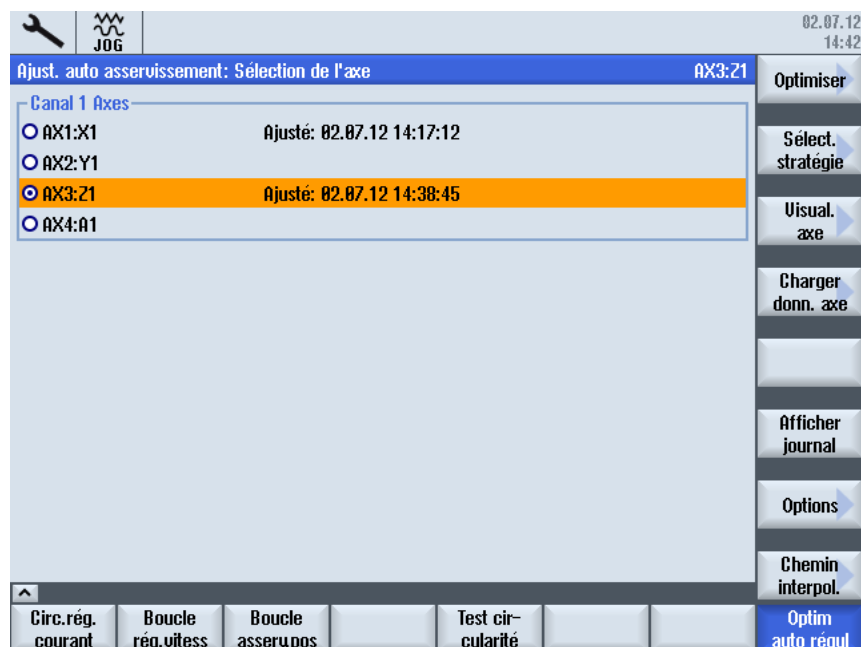 JOG
02.07.12
14:42
Ajust. auto asservissement: Sélection de l'axe AX3:Z1
Canal 1 Axes
AX1:X1 Ajusté: 02.07.12 14:17:12
AX2:Y1
AX3:Z1 Ajusté: 02.07.12 14:38:45
AX4:A1
Optimiser
Sélect.
stratégie
Visual.
axe
Charger
donn. axe
Afficher
journal
Options
Chemin
interpol.
Circ.rég.
courant
Boucle
rég.vitess
Boucle
asserv.pos
Test cir-
cularité
Optim
auto régul